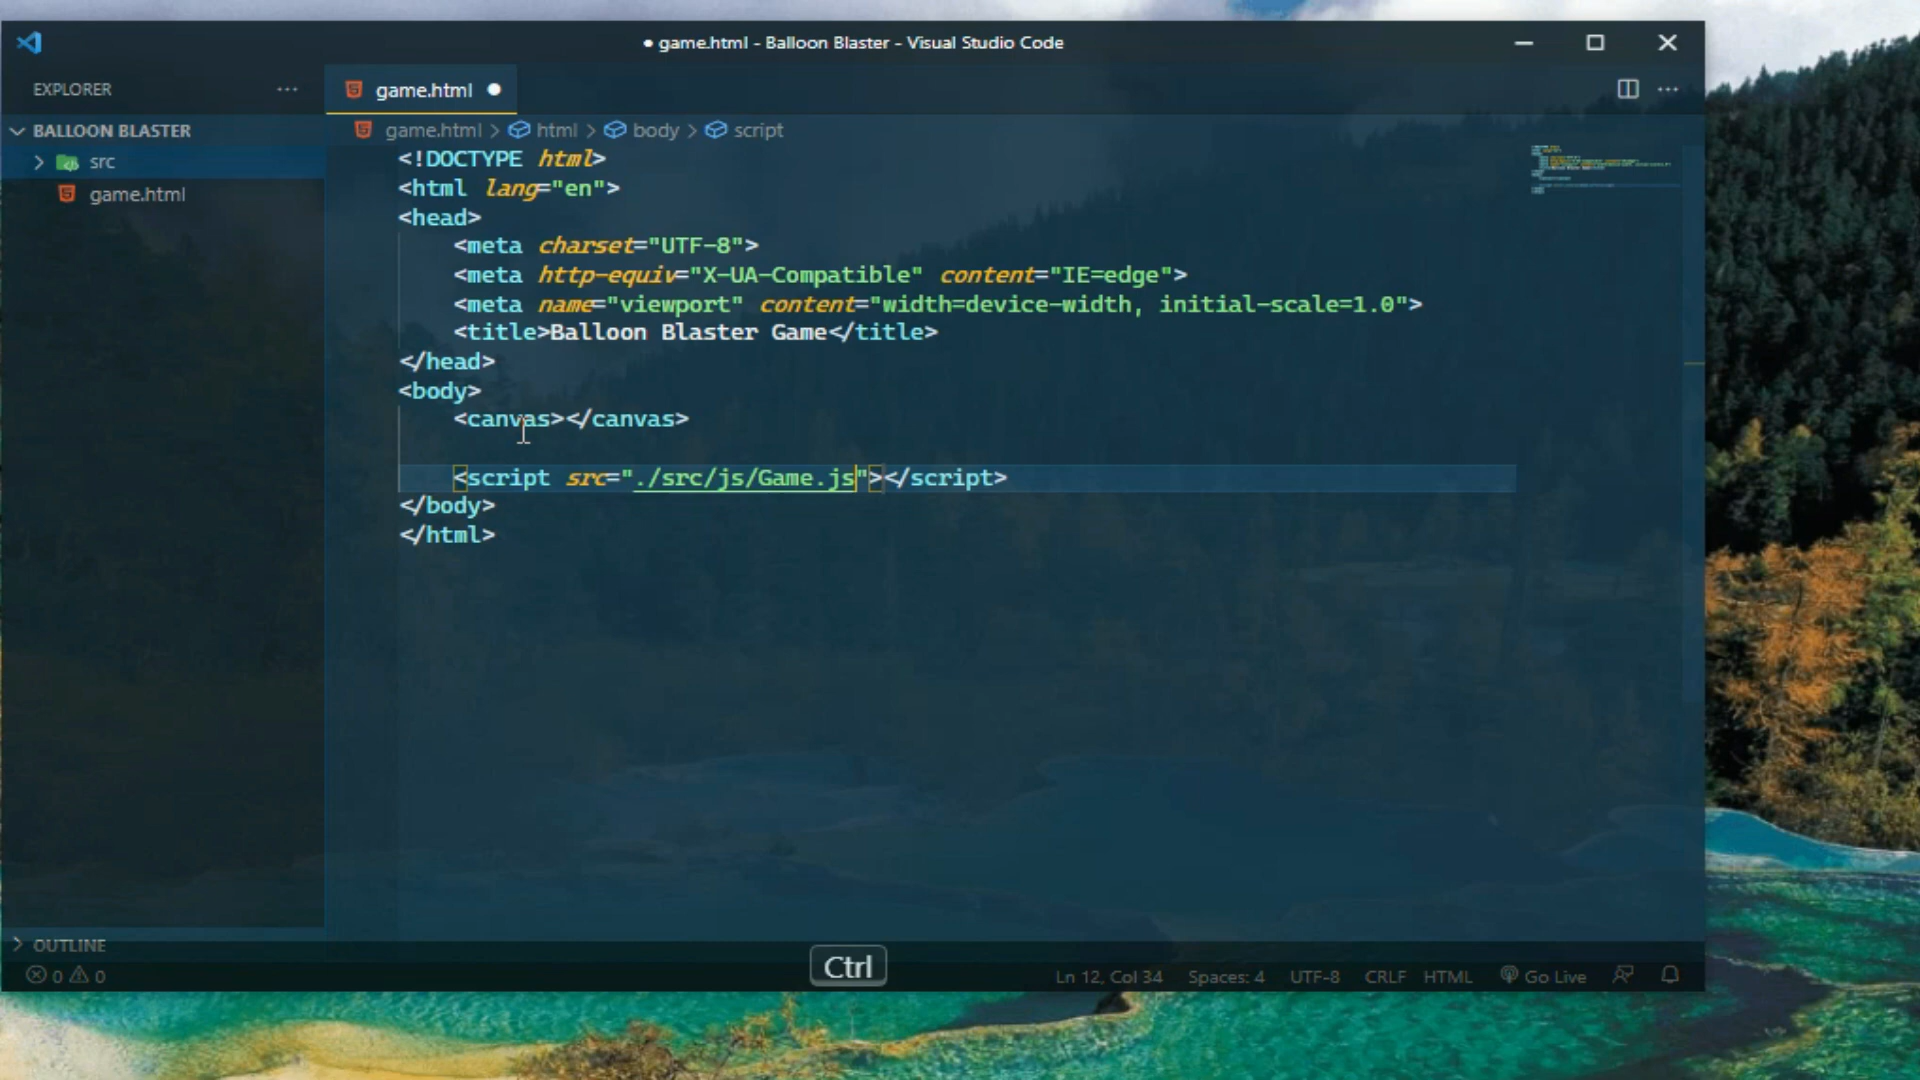 ● game.html - Balloon Blaster - Visual Studio Code
EXPLORER
game.html ●
BALLOON BLASTER
game.html > html > body > script
src
game.html
<!DOCTYPE html>
<html lang="en">
<head>
<meta charset="UTF-8">
<meta http-equiv="X-UA-Compatible" content="IE=edge">
<meta name="viewport" content="width=device-width, initial-scale=1.0">
<title>Balloon Blaster Game</title>
</head>
<body>
<canvas></canvas>
<script src="./src/js/Game.js"></script>
</body>
</html>
OUTLINE
0 0
Ctrl
Ln 12, Col 34 Spaces: 4 UTF-8 CRLF HTML Go Live